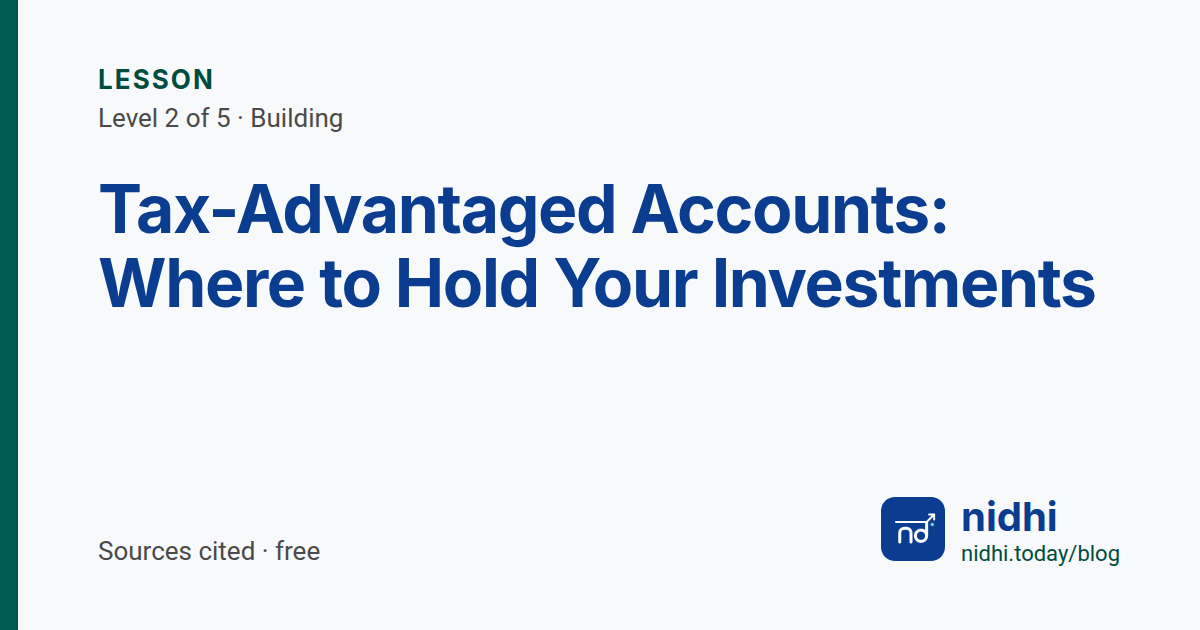 LESSON
Level 2 of 5 · Building
Tax-Advantaged Accounts:
Where to Hold Your Investments
Sources cited · free
nd
nidhi
nidhi.today/blog